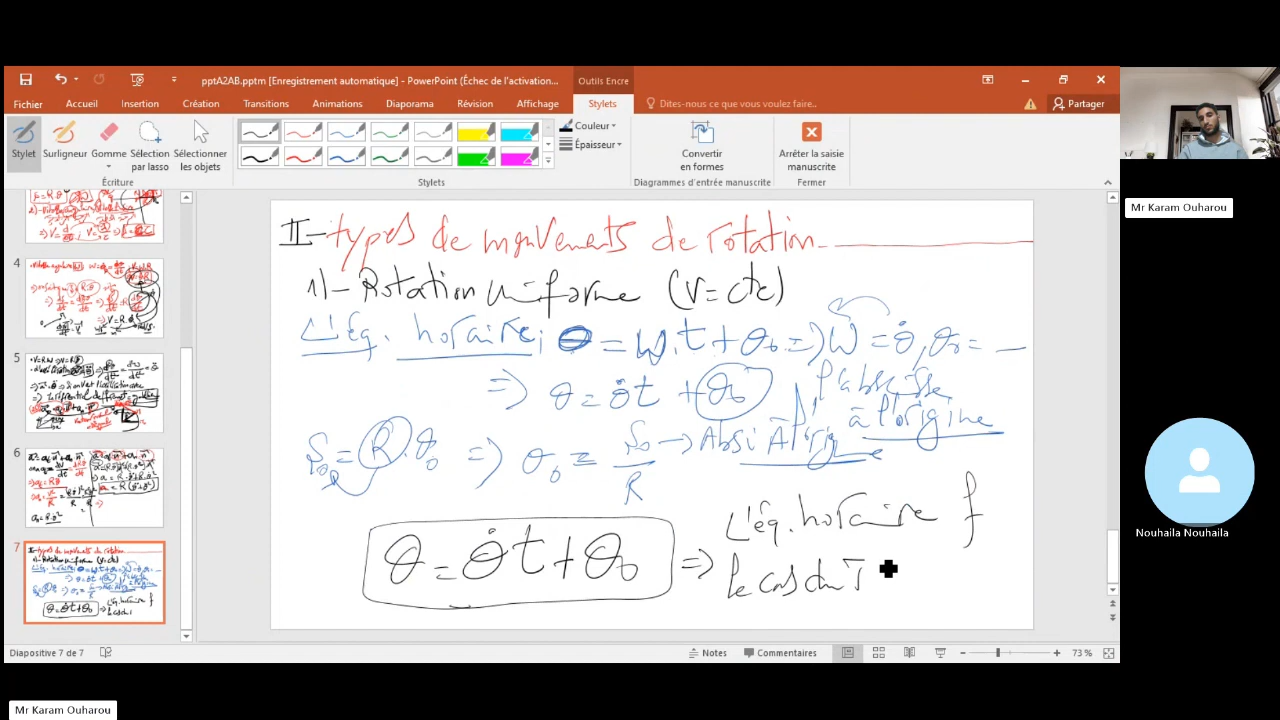 pptA2AB.pptm [Enregistrement automatique] - PowerPoint (Échec de l'activation...
Outils Encre
Fichier
Accueil
Insertion
Création
Transitions
Animations
Diaporama
Révision
Affichage
Stylets
Dites-nous ce que vous voulez faire...
Partager
Stylet
Surligneur
Gomme
Sélection par lasso
Sélectionner les objets
Écriture
Stylets
Couleur
Épaisseur
Convertir en formes
Diagrammes d'entrée manuscrite
Arrêter la saisie manuscrite
Fermer
4
5
6
7
II- types de mouvements de rotation
1)- Rotation uniforme (v = cte)
L'éq. horaire: θ = w.t + θ₀ => w = θ̇, θ₀ = ...
=> θ = θ̇t + θ₀
l'abscisse
à l'origine
S₀ = R.θ₀ => θ₀ = S₀/R → Absi À l'orig
θ = θ̇t + θ₀ => L'éq. horaire
le cas du
Diapositive 7 de 7
Notes
Commentaires
73 %
Mr Karam Ouharou
Nouhaila Nouhaila
Mr Karam Ouharou